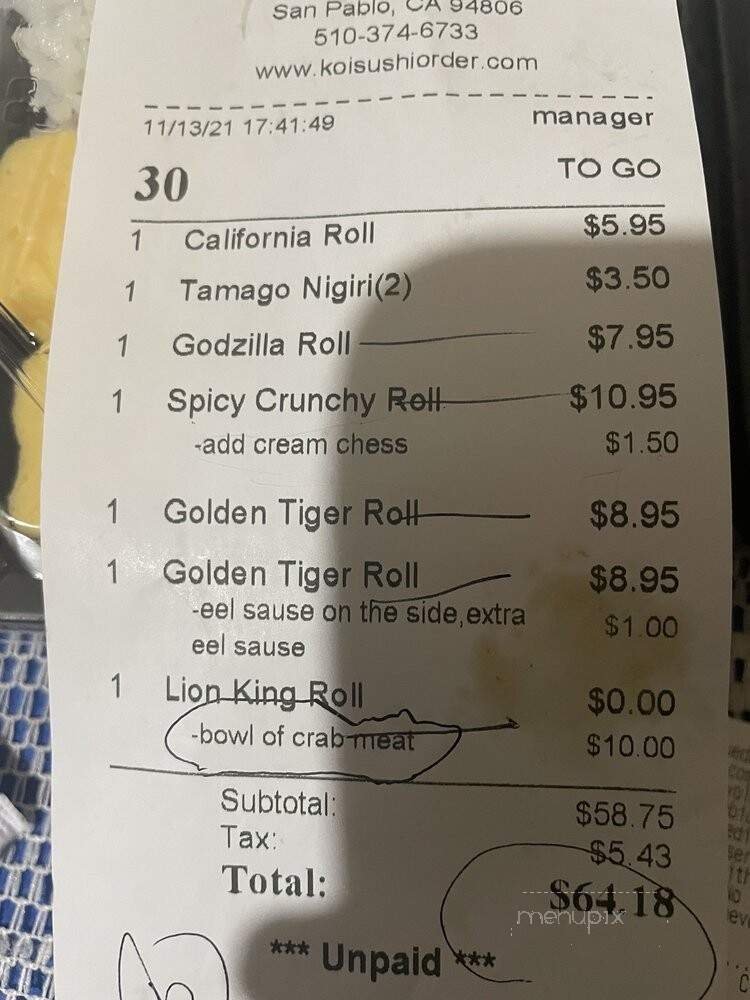 San Pablo, CA 94806
510-374-6733
www.koisushiorder.com
11/13/21 17:41:49 manager
30 TO GO
1 California Roll $5.95
1 Tamago Nigiri(2) $3.50
1 Godzilla Roll $7.95
1 Spicy Crunchy Roll $10.95
-add cream chess $1.50
1 Golden Tiger Roll $8.95
1 Golden Tiger Roll $8.95
-eel sause on the side,extra $1.00
eel sause
1 Lion King Roll $0.00
-bowl of crab meat $10.00
Subtotal: $58.75
Tax: $5.43
Total: $64.18
menupix
*** Unpaid ***